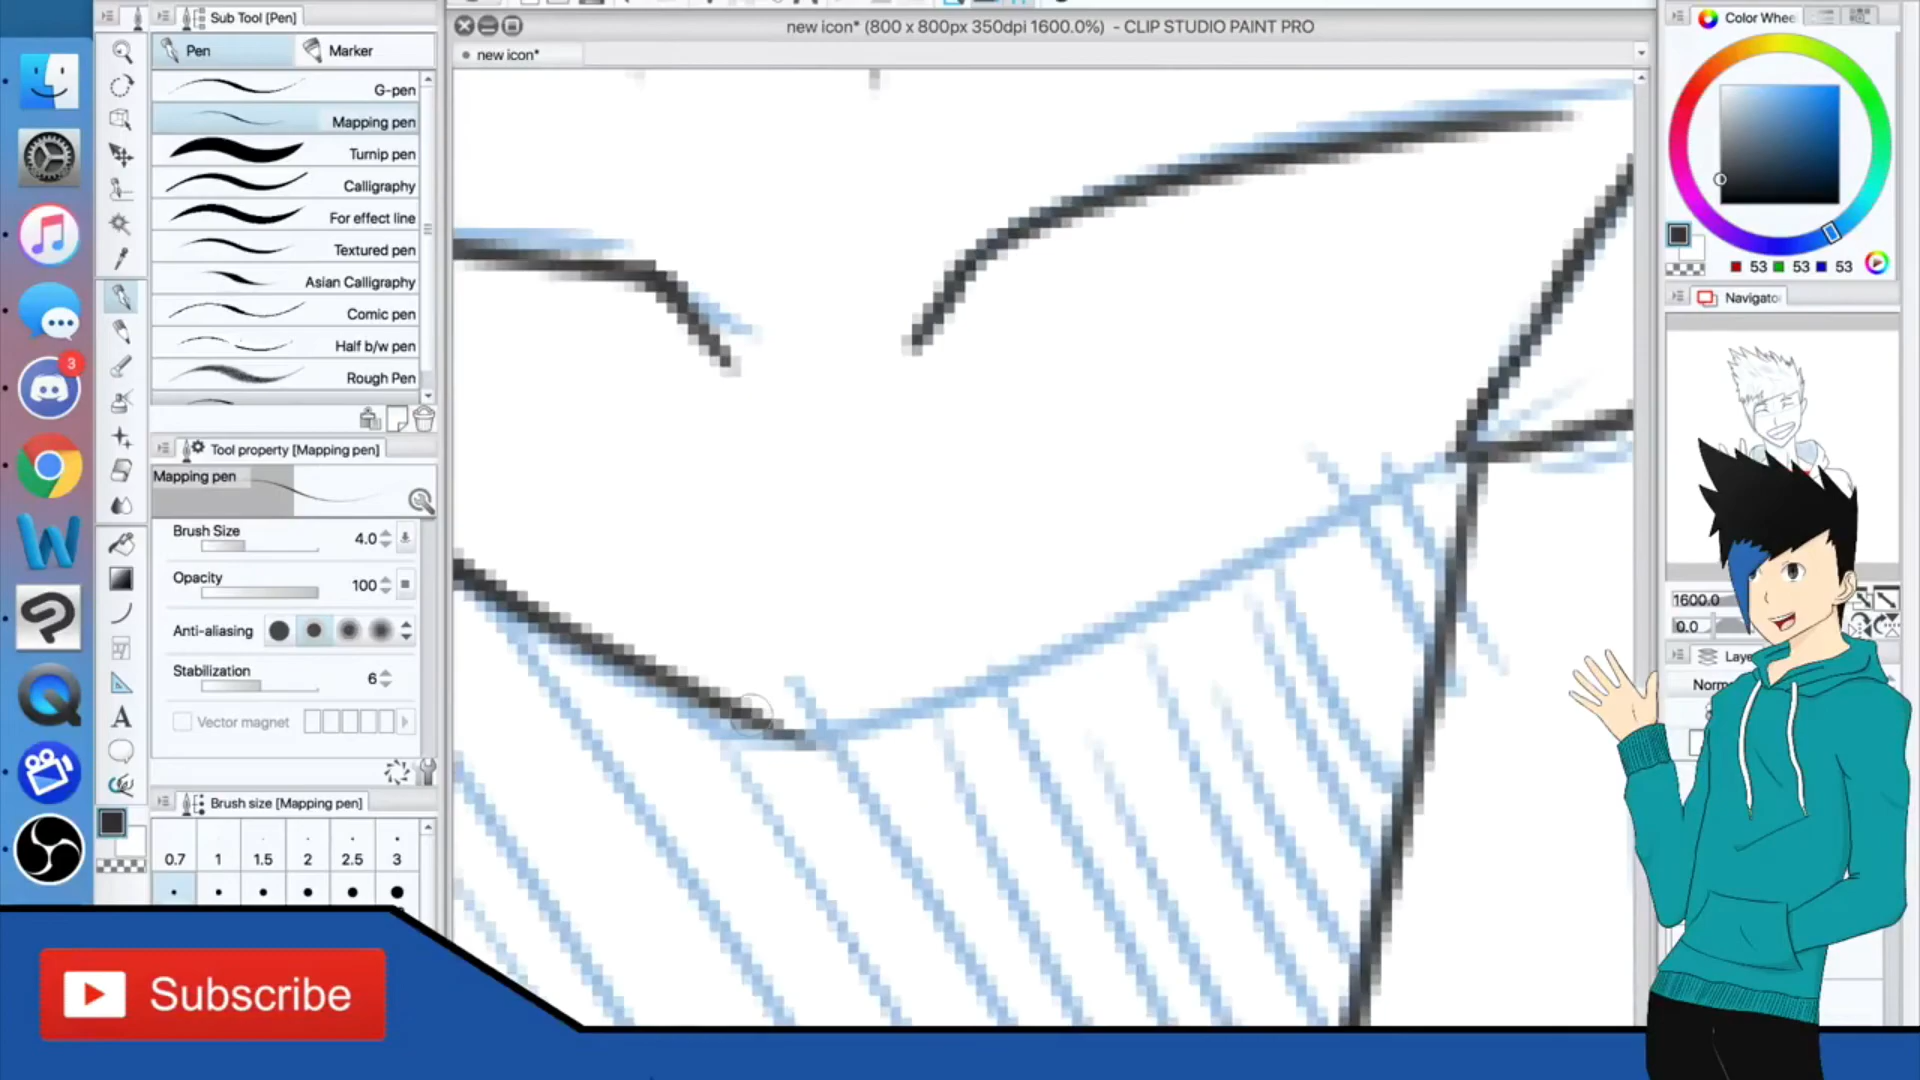 Sub Tool [Pen]
new icon* (800 x 800px 350dpi 1600.0%) - CLIP STUDIO PAINT PRO
Color Whee
Pen
Marker
new icon*
G-pen
Mapping pen
Turnip pen
Calligraphy
For effect line
Textured pen
Asian Calligraphy
Comic pen
Half b/w pen
Rough Pen
53 53 53
Navigator
3
Tool property [Mapping pen]
Mapping pen
Brush Size 4.0
Opacity 100
Anti-aliasing
Stabilization 6
Vector magnet
1600.0
0.0
Laye
Norm
Brush size [Mapping pen]
0.7 1 1.5 2 2.5 3
Subscribe